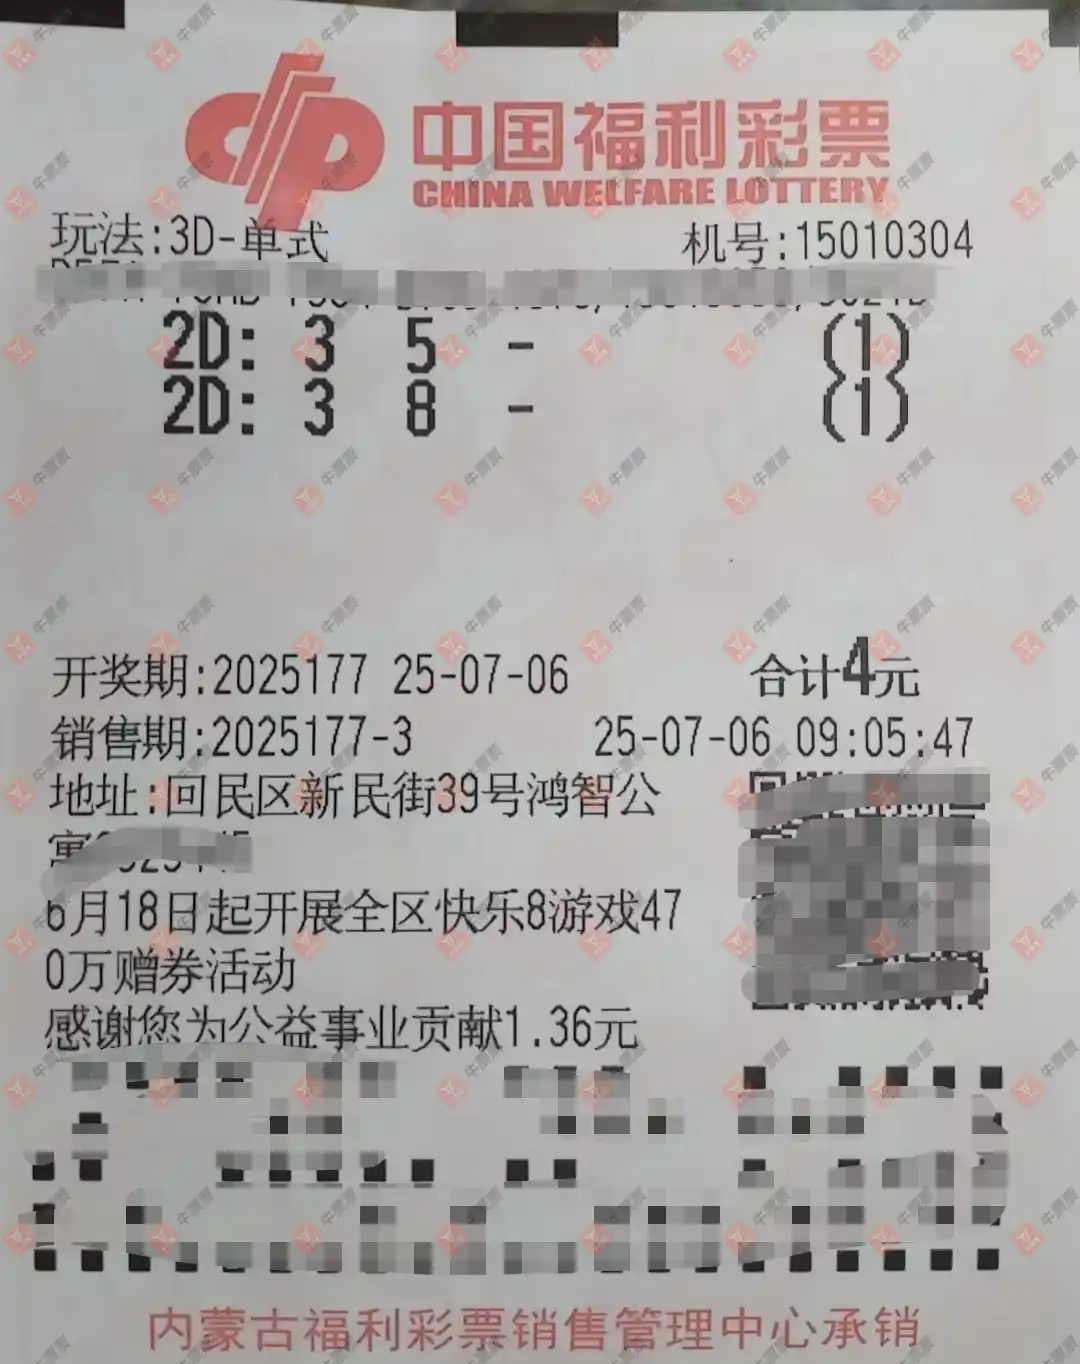 中国福利彩票
CHINA WELFARE LOTTERY
玩法:3D-单式 机号:15010304
2D: 3 5 - (1)
2D: 3 8 - (1)
开奖期:2025177 25-07-06 合计4元
销售期:2025177-3 25-07-06 09:05:47
地址:回民区新民街39号鸿智公
寓
6月18日起开展全区快乐8游戏47
0万赠券活动
感谢您为公益事业贡献1.36元
内蒙古福利彩票销售管理中心承销
牛票票